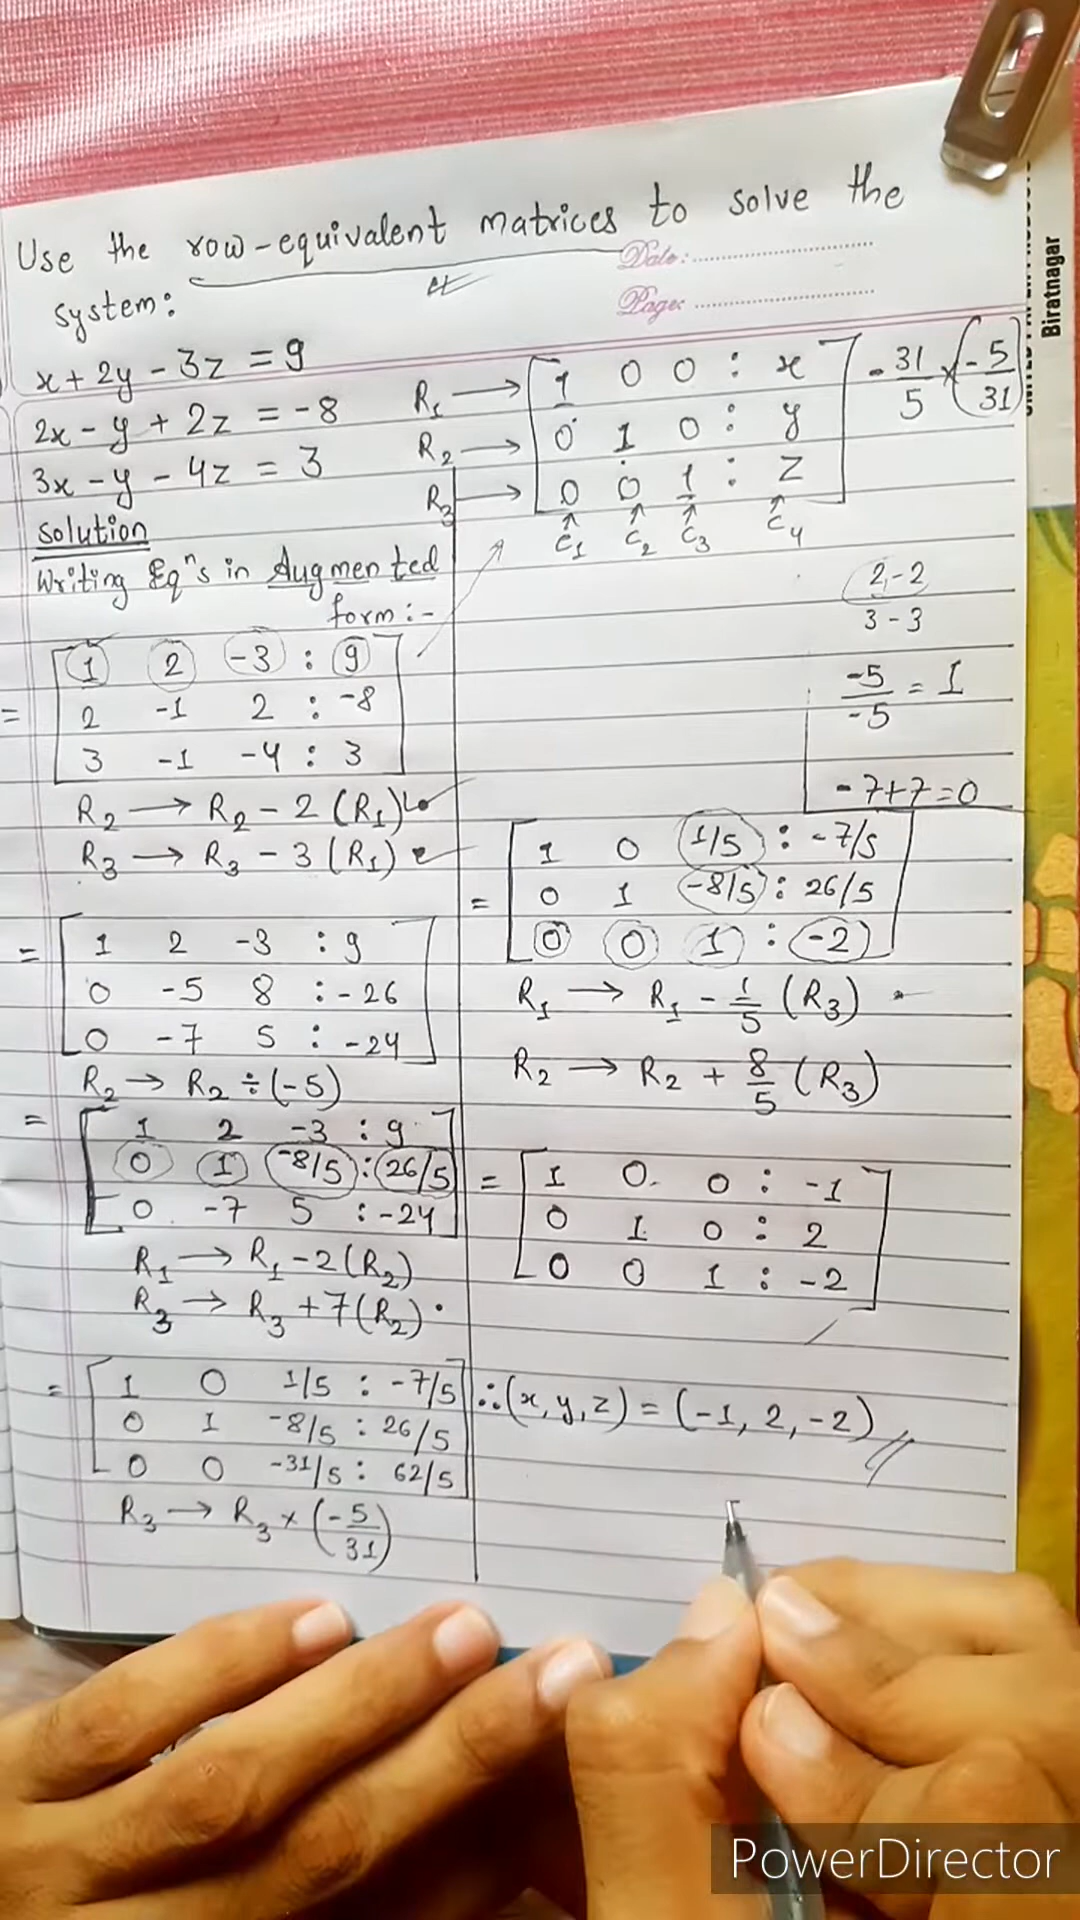 Use the row-equivalent matrices to solve the
Date:
system:
Page:
x + 2y - 3z = 9
2x - y + 2z = -8
3x - y - 4z = 3
R₁ → [ 1 0 0 : x
R₂ → 0 1 0 : y
R₃ → 0 0 1 : z ]
C₁ C₂ C₃ C₄
-31/5 × (-5/31)
Biratnagar
Solution
Writing Eqⁿs in Augmented
form :-
= [ 1 2 -3 : 9
2 -1 2 : -8
3 -1 -4 : 3 ]
R₂ → R₂ - 2 (R₁)
R₃ → R₃ - 3 (R₁)
= [ 1 2 -3 : 9
0 -5 8 : -26
0 -7 5 : -24 ]
R₂ → R₂ ÷ (-5)
= [ 1 2 -3 : 9
0 1 -8/5 : 26/5
0 -7 5 : -24 ]
R₁ → R₁ - 2(R₂)
R₃ → R₃ + 7(R₂)
= [ 1 0 1/5 : -7/5
0 1 -8/5 : 26/5
0 0 -31/5 : 62/5 ]
R₃ → R₃ × (-5/31)
2-2
3-3
-5/-5 = 1
-7+7=0
= [ 1 0 1/5 : -7/5
0 1 -8/5 : 26/5
0 0 1 : -2 ]
R₁ → R₁ - 1/5 (R₃)
R₂ → R₂ + 8/5 (R₃)
= [ 1 0 0 : -1
0 1 0 : 2
0 0 1 : -2 ]
∴ (x, y, z) = (-1, 2, -2)
PowerDirector